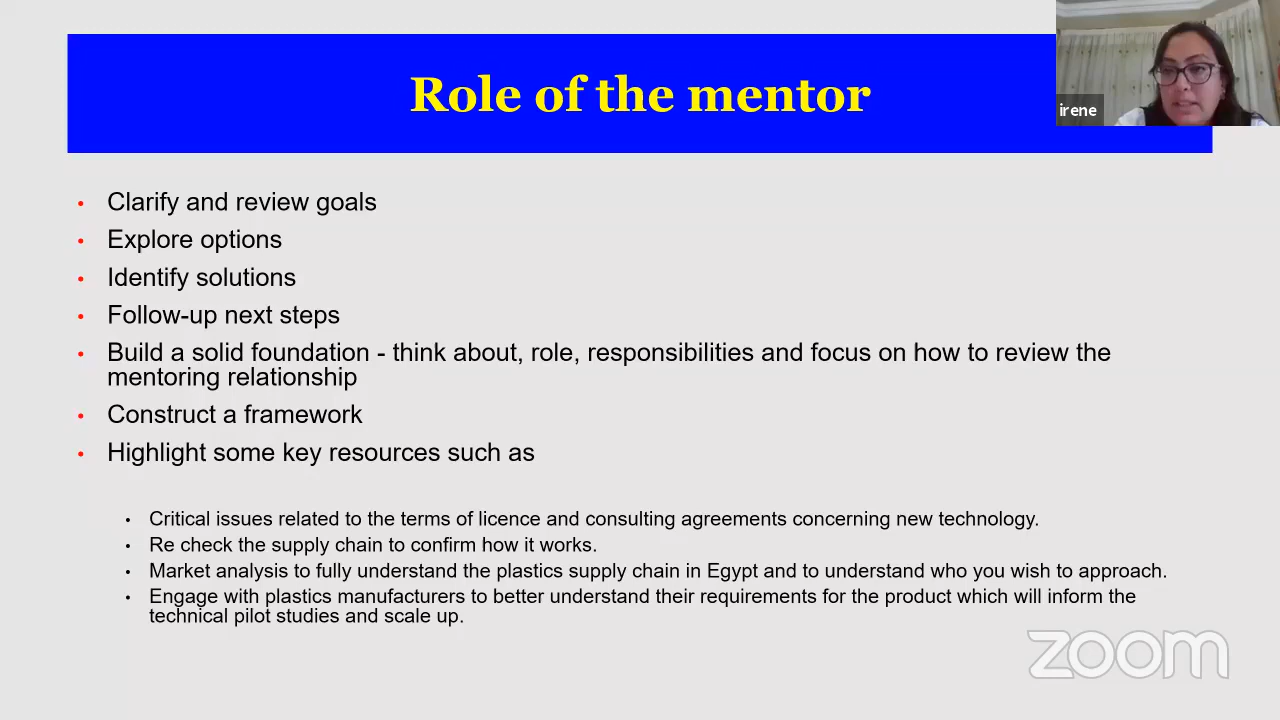 Role of the mentor
irene
• Clarify and review goals
• Explore options
• Identify solutions
• Follow-up next steps
• Build a solid foundation - think about, role, responsibilities and focus on how to review the
mentoring relationship
• Construct a framework
• Highlight some key resources such as
• Critical issues related to the terms of licence and consulting agreements concerning new technology.
• Re check the supply chain to confirm how it works.
• Market analysis to fully understand the plastics supply chain in Egypt and to understand who you wish to approach.
• Engage with plastics manufacturers to better understand their requirements for the product which will inform the
technical pilot studies and scale up.
zoom